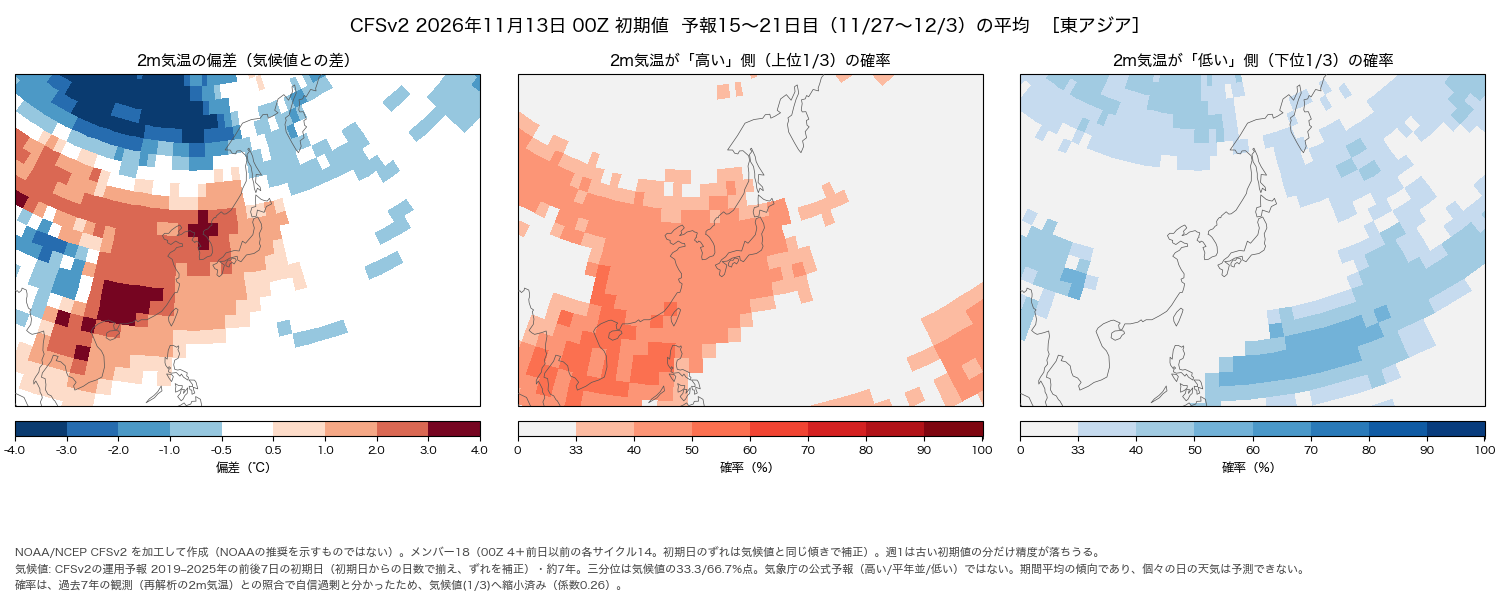 CFSv2 2026年11月13日 00Z 初期値 予報15～21日目（11/27～12/3）の平均 ［東アジア］
2m気温の偏差（気候値との差）
2m気温が「高い」側（上位1/3）の確率
2m気温が「低い」側（下位1/3）の確率
-4.0 -3.0 -2.0 -1.0 -0.5 0.5 1.0 2.0 3.0 4.0
偏差（℃）
0 33 40 50 60 70 80 90 100
確率（%）
0 33 40 50 60 70 80 90 100
確率（%）
NOAA/NCEP CFSv2 を加工して作成（NOAAの推奨を示すものではない）。メンバー18（00Z 4＋前日以前の各サイクル14。初期日のずれは気候値と同じ傾きで補正）。週1は古い初期値の分だけ精度が落ちうる。
気候値: CFSv2の運用予報 2019–2025年の前後7日の初期日（初期日からの日数で揃え、ずれを補正）・約7年。三分位は気候値の33.3/66.7%点。気象庁の公式予報（高い/平年並/低い）ではない。期間平均の傾向であり、個々の日の天気は予測できない。
確率は、過去7年の観測（再解析の2m気温）との照合で自信過剰と分かったため、気候値(1/3)へ縮小済み（係数0.26）。